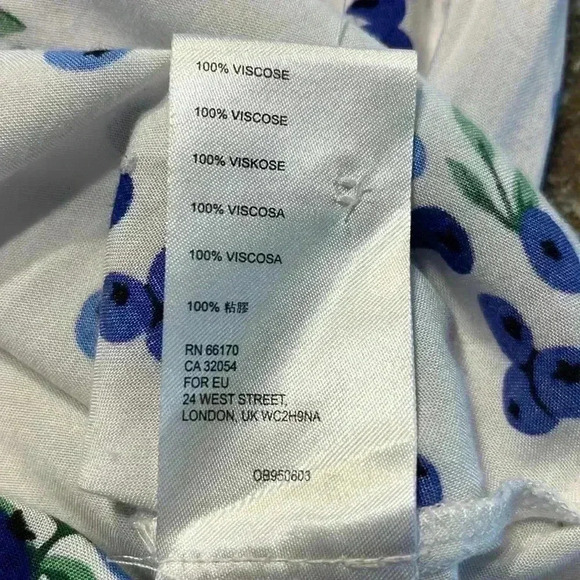 100% VISCOSE
100% VISCOSE
100% VISKOSE
100% VISCOSA
100% VISCOSA
100% 粘膠
RN 66170
CA 32054
FOR EU
24 WEST STREET,
LONDON, UK WC2H9NA
OB950603